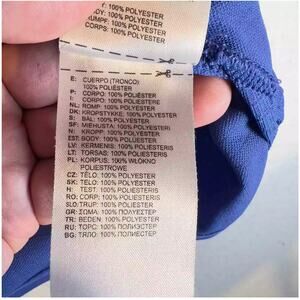 : 100% POLYESTER
BODY: 100% POLYESTER
RUMPF: 100% POLYESTER
CORPS: 100% POLYESTER
E: CUERPO (TRONCO)
100% POLIÉSTER
P: CORPO: 100% POLIÉSTER
I: CORPO: 100% POLIESTERE
NL: ROMP: 100% POLYESTER
DK: KROPSTYKKE: 100% POLYESTER
S: BÅL: 100% POLYESTER
SF: MIEHUSTA: 100% POLYESTER
N: KROPP: 100% POLYESTER
EST: BODY: 100% POLÜESTER
LV: ĶERMENIS: 100% POLIESTERS
LT: TORSAS: 100% POLIESTERIS
PL: KORPUS: 100% WŁÓKNO
POLIESTROWE
CZ: TĚLO: 100% POLYESTER
SK: TELO: 100% POLYESTER
H: TEST: 100% POLIÉSZTER
RO: CORP: 100% POLIESTER
SLO: TRUP: 100% POLIESTER
GR: ΣΩΜΑ: 100% ΠΟΛΥΕΣΤΕΡ
TR: BEDEN: 100% POLYESTER
RU: ТОРС: 100% ПОЛИЭСТЕР
BG: ТЯЛО: 100% ПОЛИЕСТЕР